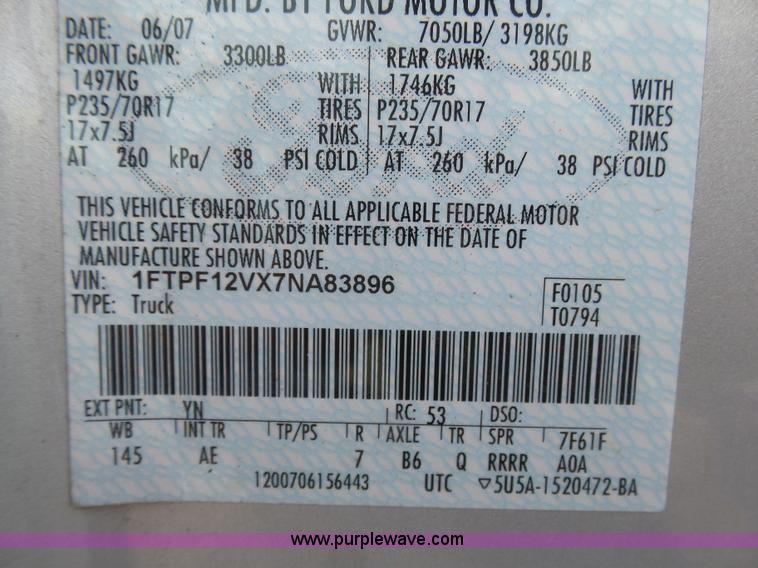 MFD. BY FORD MOTOR CO.
DATE: 06/07 GVWR: 7050LB/ 3198KG
FRONT GAWR: 3300LB REAR GAWR: 3850LB
1497KG WITH 1746KG WITH
P235/70R17 TIRES P235/70R17 TIRES
17x7.5J RIMS 17x7.5J RIMS
AT 260 kPa/ 38 PSI COLD AT 260 kPa/ 38 PSI COLD
THIS VEHICLE CONFORMS TO ALL APPLICABLE FEDERAL MOTOR
VEHICLE SAFETY STANDARDS IN EFFECT ON THE DATE OF
MANUFACTURE SHOWN ABOVE.
VIN: 1FTPF12VX7NA83896 F0105
TYPE: Truck T0794
EXT PNT: YN RC: 53 DSO:
WB INT TR TP/PS R AXLE TR SPR 7F61F
145 AE 7 B6 Q RRRR A0A
1200706156443 UTC ▽5U5A-1520472-BA
www.purplewave.com